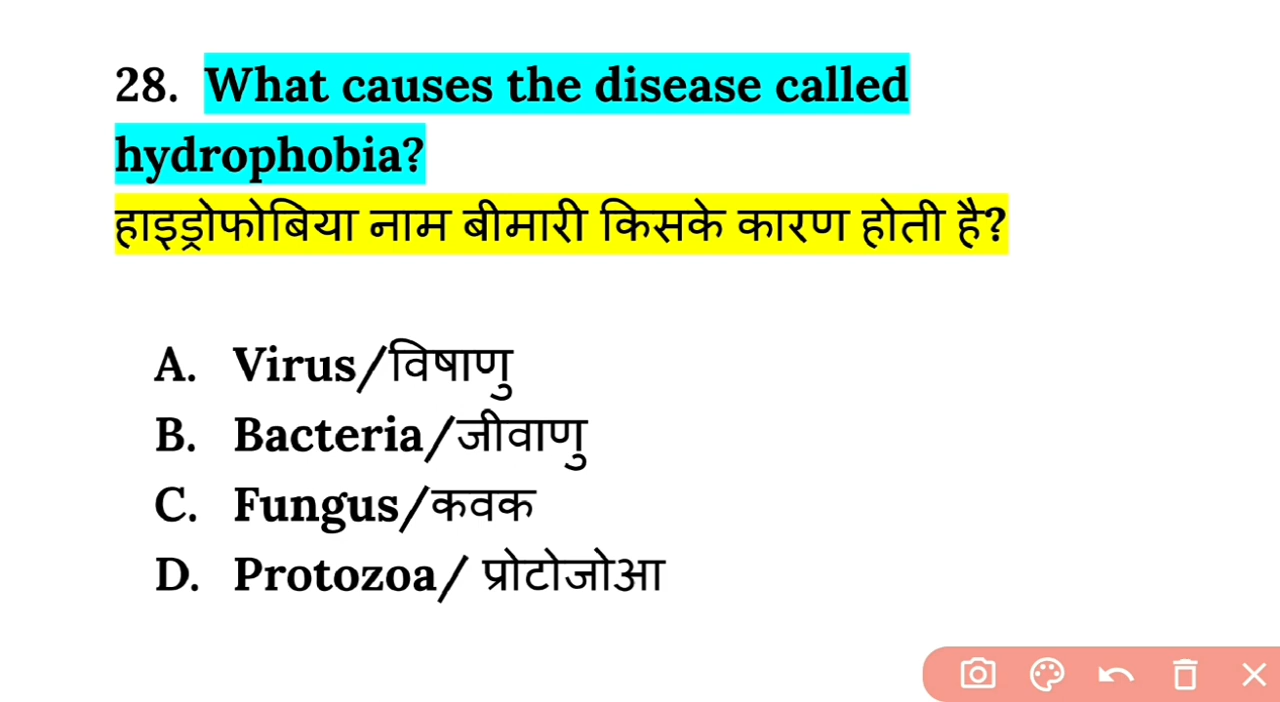 28. What causes the disease called
hydrophobia?
हाइड्रोफोबिया नाम बीमारी किसके कारण होती है?
A. Virus/विषाणु
B. Bacteria/जीवाणु
C. Fungus/कवक
D. Protozoa/ प्रोटोजोआ